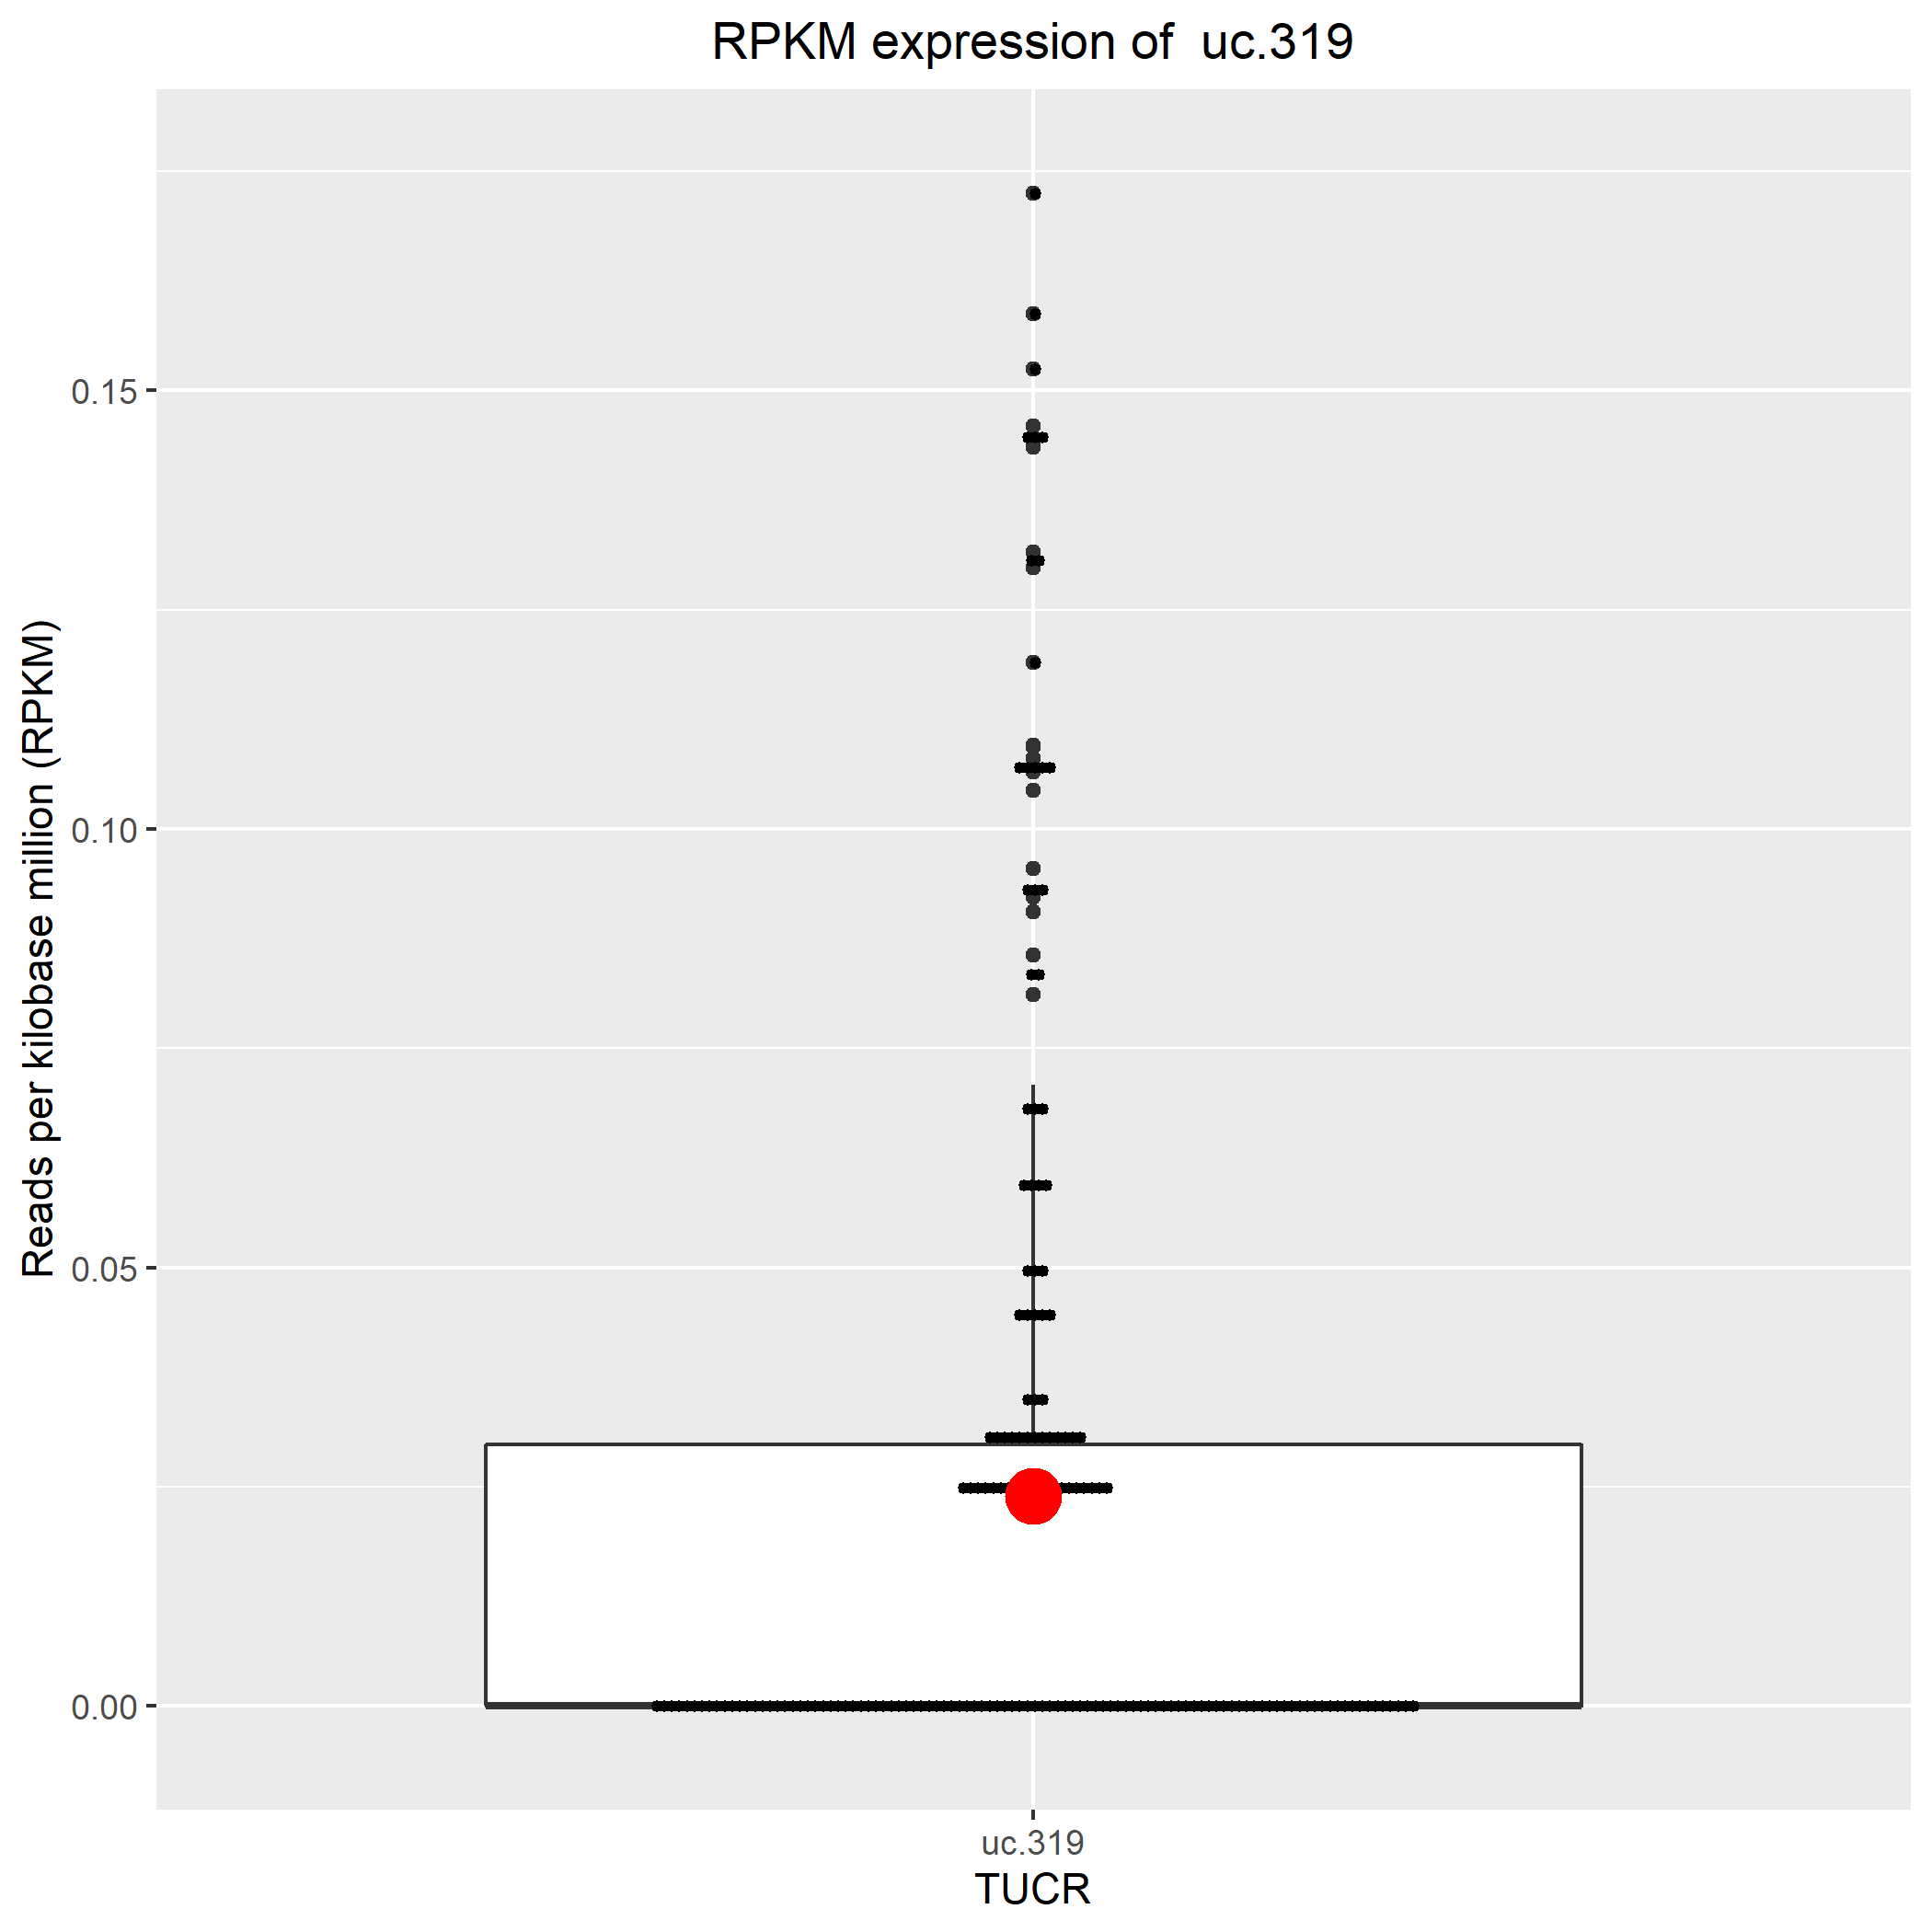 RPKM expression of  uc.319
Reads per kilobase million (RPKM)
0.15
0.10
0.05
0.00
uc.319
TUCR